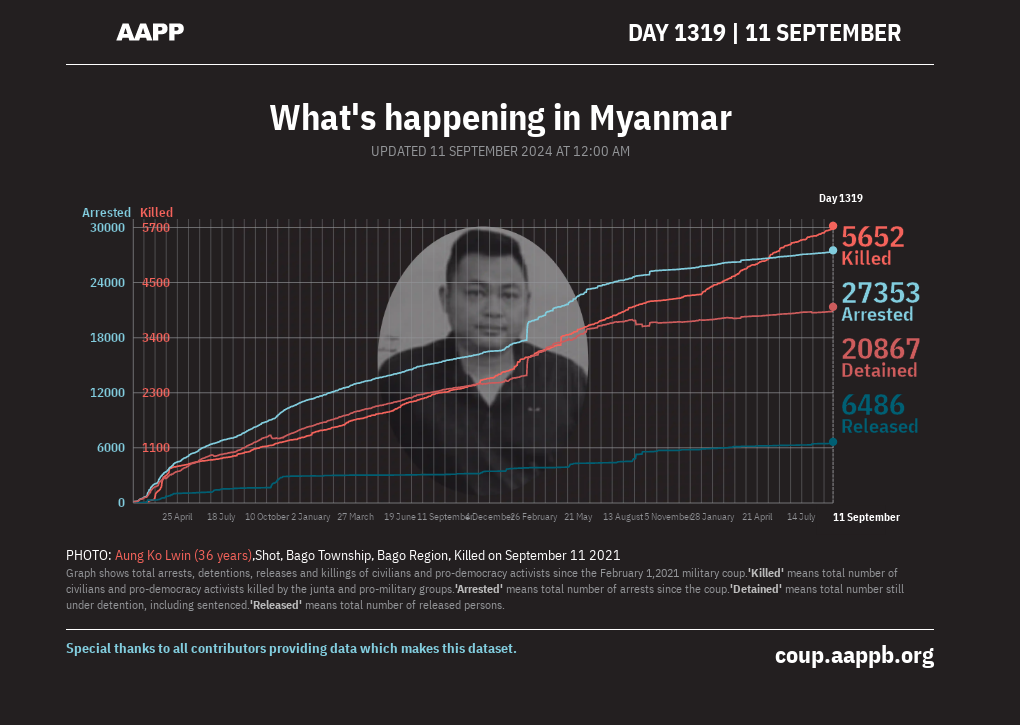 AAPP
DAY 1319 | 11 SEPTEMBER
What's happening in Myanmar
UPDATED 11 SEPTEMBER 2024 AT 12:00 AM
Day 1319
Arrested Killed
30000 5700
24000 4500
18000 3400
12000 2300
6000 1100
0
5652
Killed
27353
Arrested
20867
Detained
6486
Released
25 April 18 July 10 October 2 January 27 March 19 June 11 September 4 December 26 February 21 May 13 August 5 November 28 January 21 April 14 July 11 September
PHOTO: Aung Ko Lwin (36 years),Shot, Bago Township, Bago Region, Killed on September 11 2021
Graph shows total arrests, detentions, releases and killings of civilians and pro-democracy activists since the February 1,2021 military coup.'Killed' means total number of
civilians and pro-democracy activists killed by the junta and pro-military groups.'Arrested' means total number of arrests since the coup.'Detained' means total number still
under detention, including sentenced.'Released' means total number of released persons.
Special thanks to all contributors providing data which makes this dataset.
coup.aappb.org